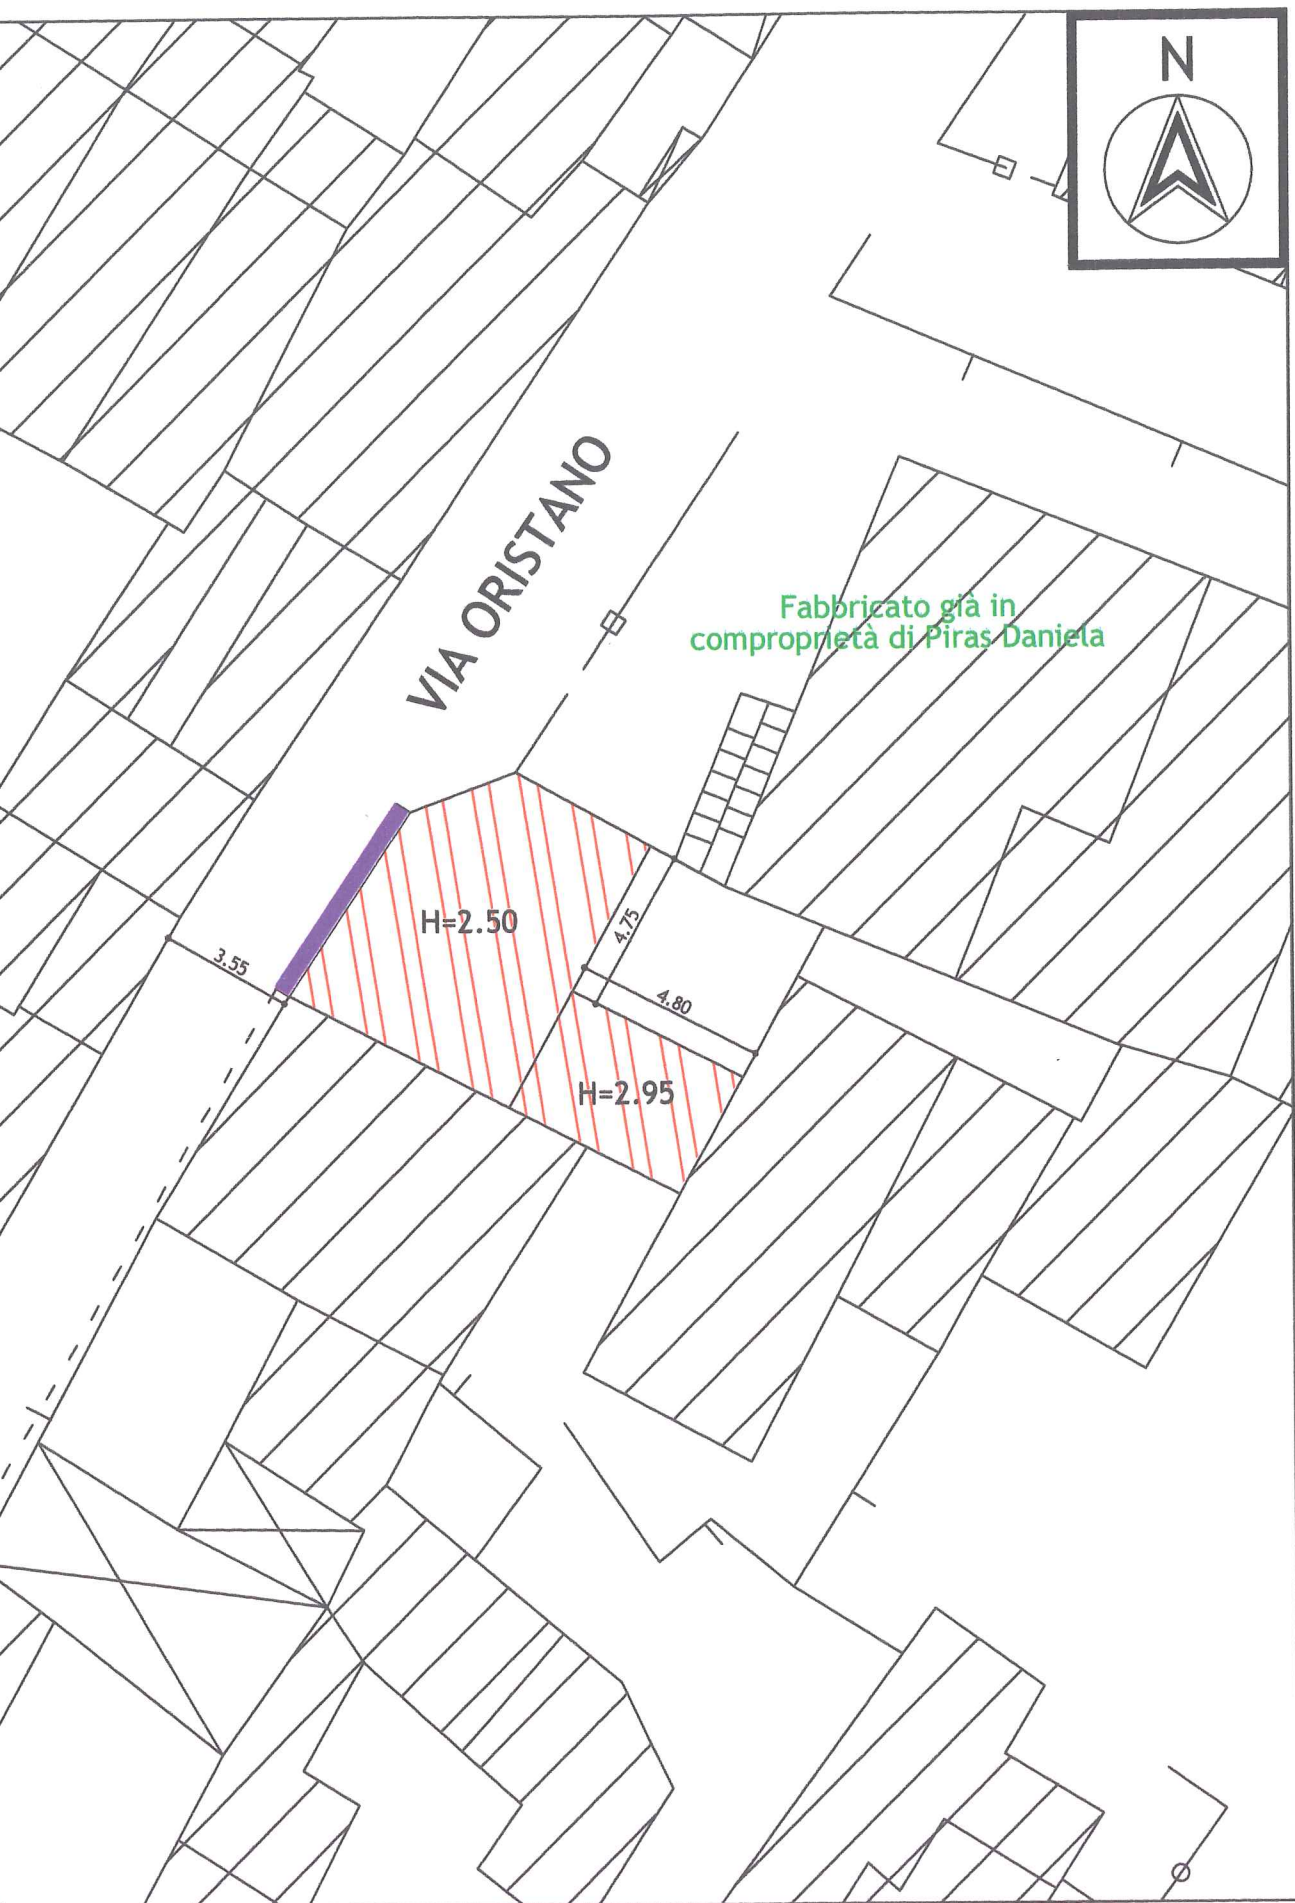 N
VIA ORISTANO
Fabbricato già in
comproprietà di Piras Daniela
H=2.50
4.75
3.55
4.80
H=2.95